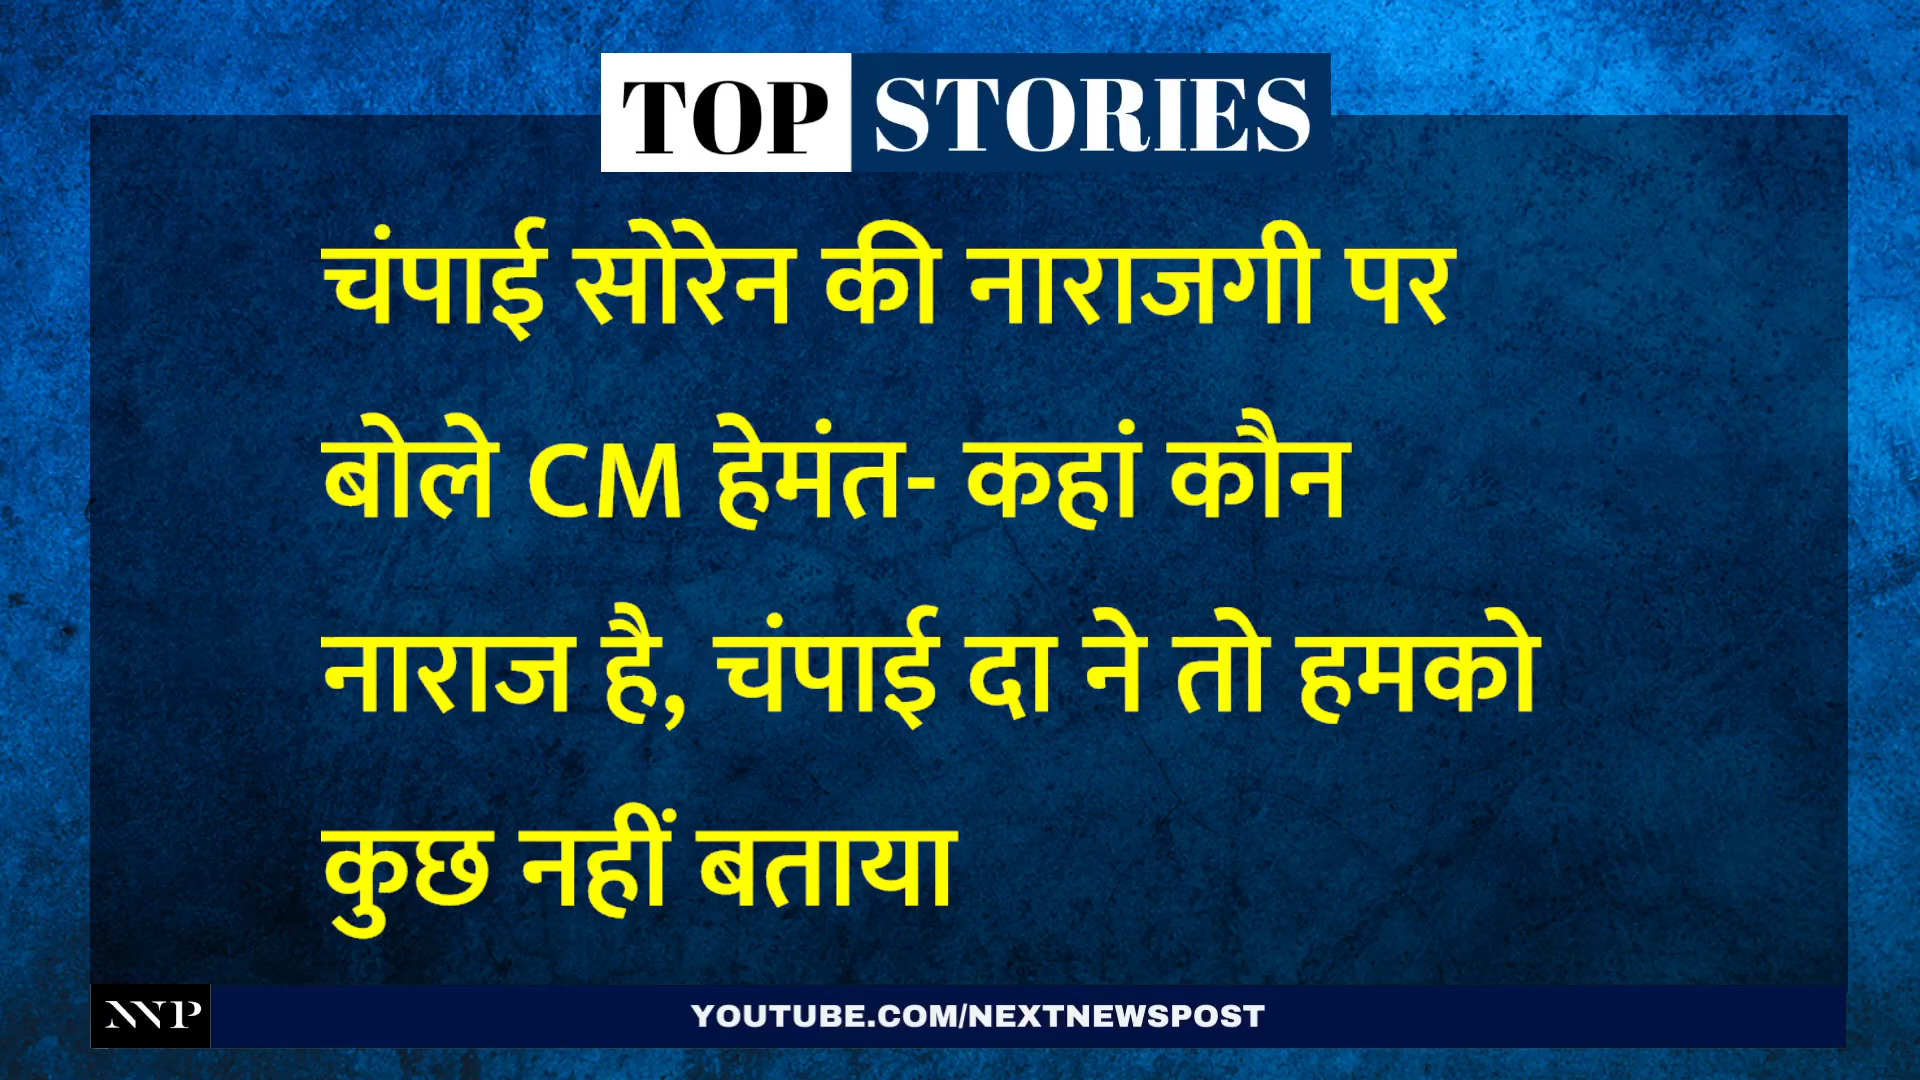 TOP STORIES
चंपाई सोरेन की नाराजगी पर
बोले CM हेमंत- कहां कौन
नाराज है, चंपाई दा ने तो हमको
कुछ नहीं बताया
NNP
YOUTUBE.COM/NEXTNEWSPOST